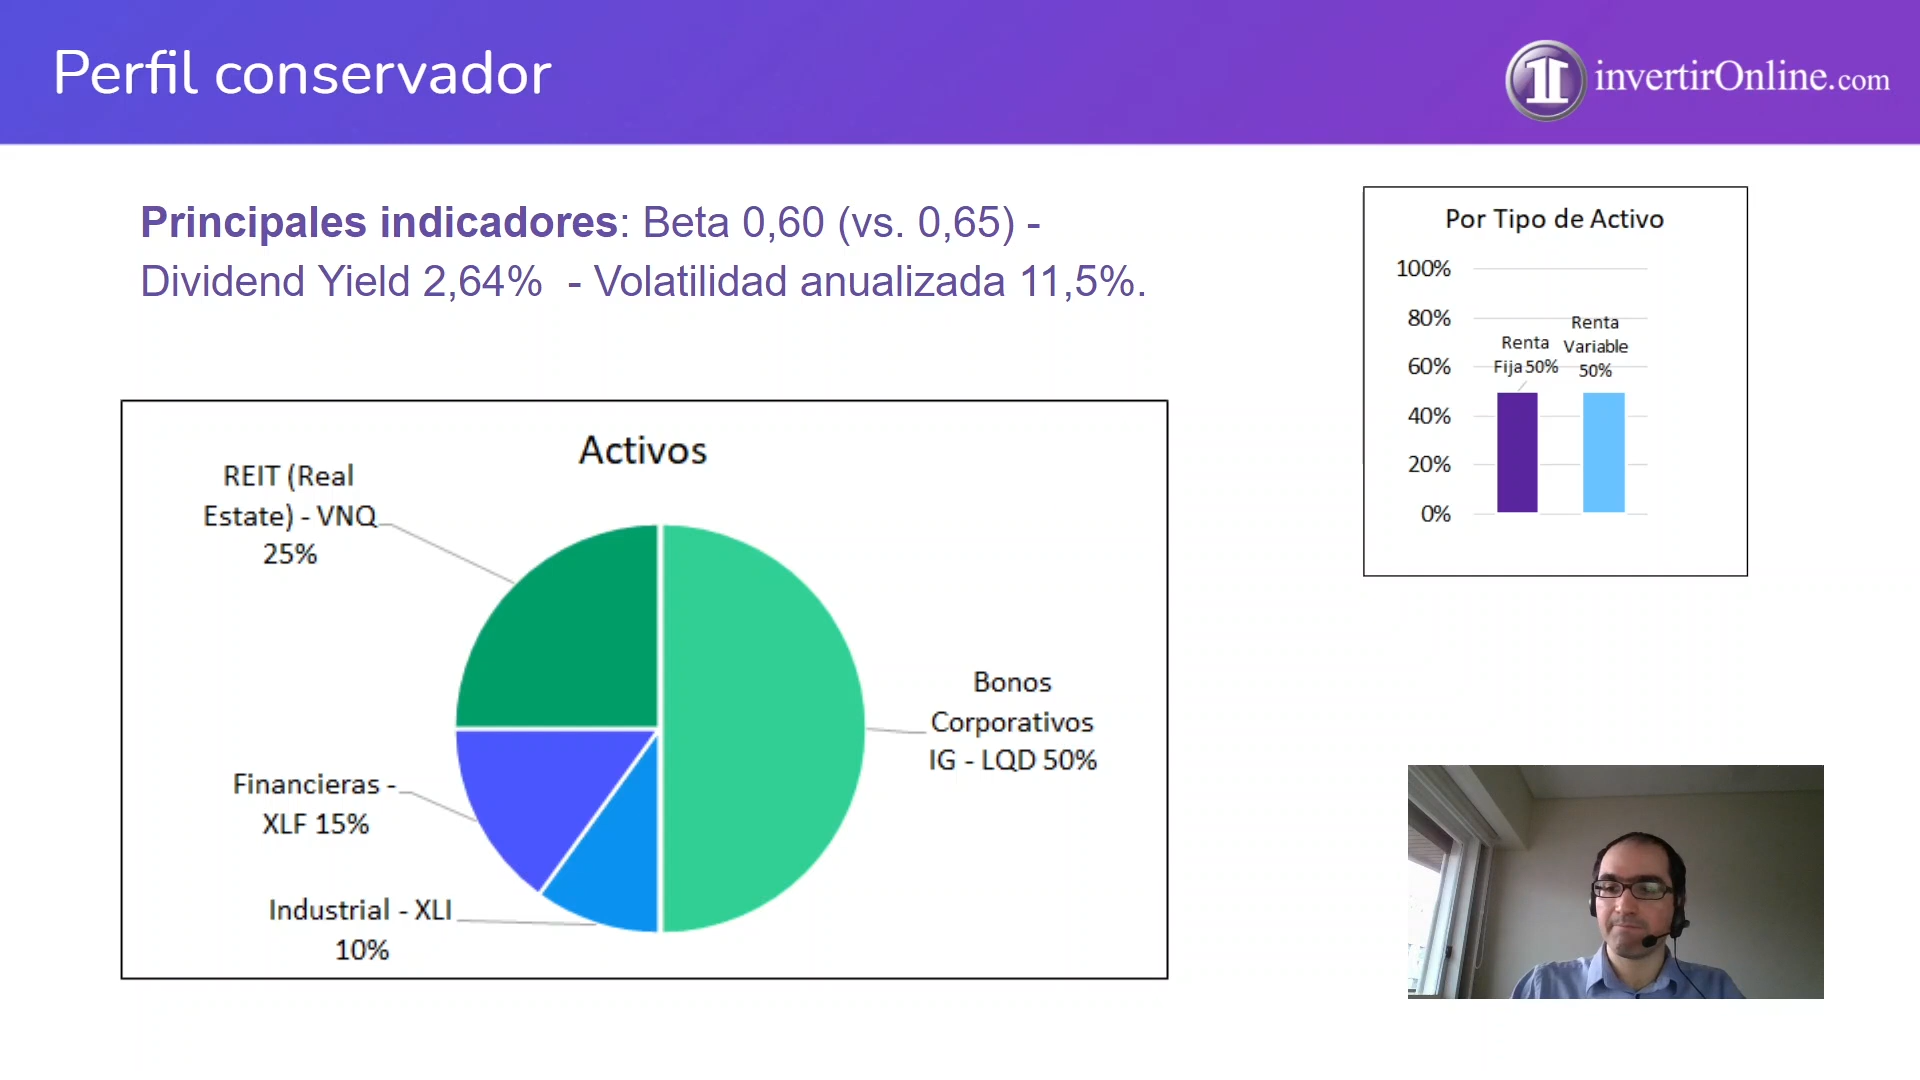 Perfil conservador
invertirOnline.com
Principales indicadores: Beta 0,60 (vs. 0,65) -
Dividend Yield 2,64%  - Volatilidad anualizada 11,5%.
Por Tipo de Activo
100%
80%
60%
40%
20%
0%
Renta
Fija 50%
Renta
Variable
50%
Activos
REIT (Real
Estate) - VNQ
25%
Bonos
Corporativos
IG - LQD 50%
Financieras -
XLF 15%
Industrial - XLI
10%